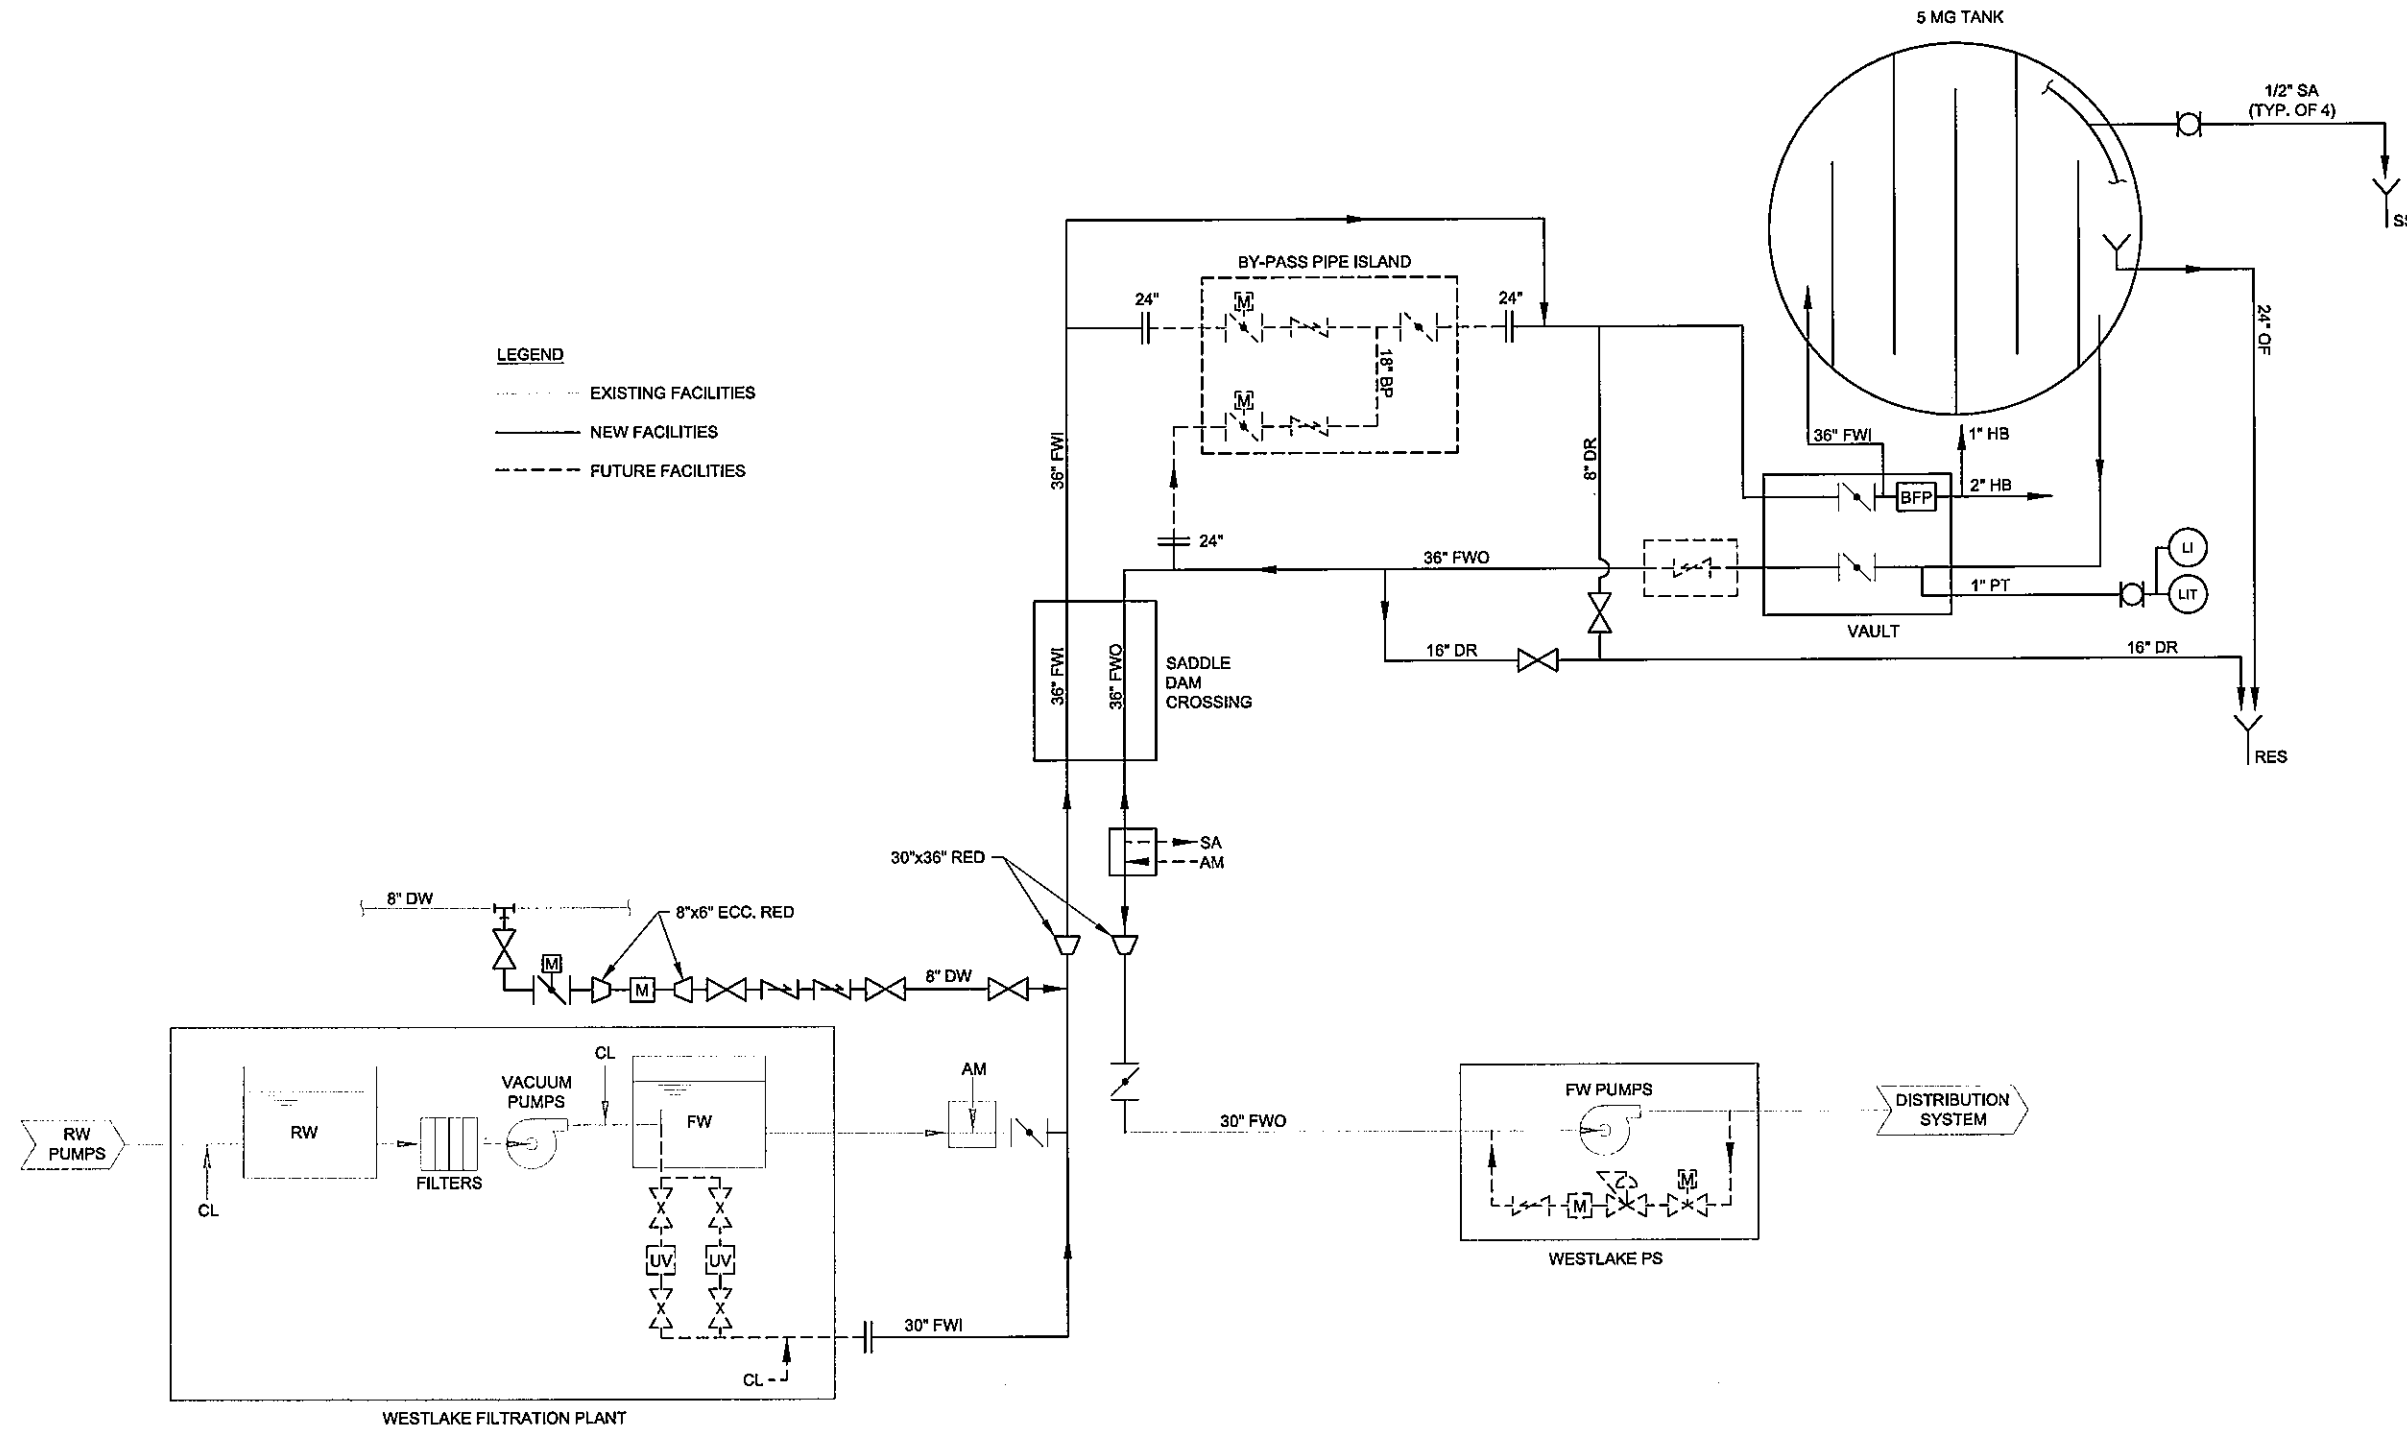 5 MG TANK
1/2" SA
(TYP. OF 4)
BY-PASS PIPE ISLAND
24"
24"
M
18" BP
M
24" OF
LEGEND
EXISTING FACILITIES
NEW FACILITIES
FUTURE FACILITIES
36" FWI
8" DR
36" FWI
1" HB
BFP
2" HB
24"
36" FWO
LI
1" PT
LIT
VAULT
16" DR
16" DR
36" FWI
36" FWO
SADDLE
DAM
CROSSING
RES
30"x36" RED
SA
AM
8" DW
8"x6" ECC. RED
M
M
8" DW
CL
VACUUM
PUMPS
AM
RW
PUMPS
RW
FW
FILTERS
CL
UV
UV
30" FWI
CL
WESTLAKE FILTRATION PLANT
30" FWO
FW PUMPS
DISTRIBUTION
SYSTEM
M
M
WESTLAKE PS